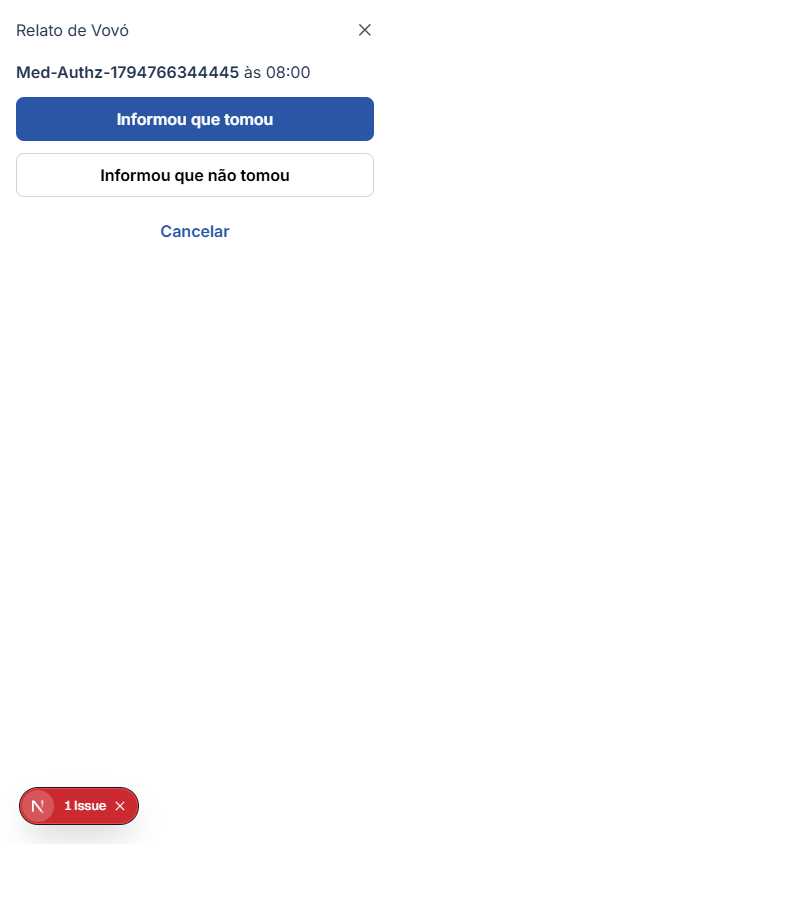 Relato de Vovó
Med-Authz-1794766344445 às 08:00
Informou que tomou
Informou que não tomou
Cancelar
1 Issue